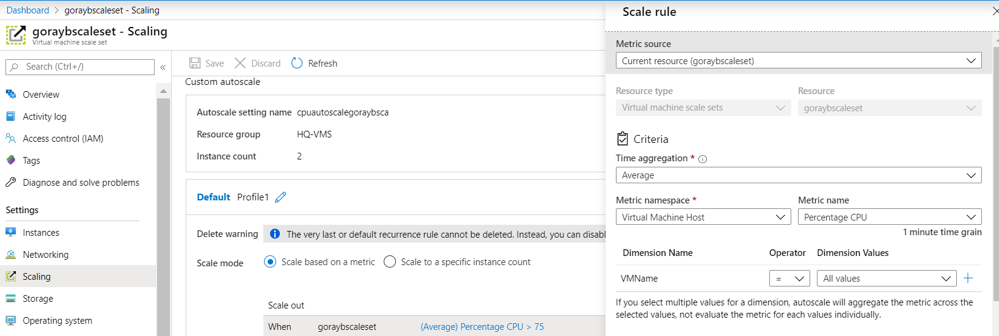 Dashboard > goraybscaleset - Scaling
goraybscaleset - Scaling
Virtual machine scale set
Search (Ctrl+/)
«
Overview
Activity log
Access control (IAM)
Tags
Diagnose and solve problems
Settings
Instances
Networking
Scaling
Storage
Operating system
Save Discard Refresh
Custom autoscale
Autoscale setting name cpuautoscalegoraybsca
Resource group HQ-VMS
Instance count 2
Default Profile1
Delete warning The very last or default recurrence rule cannot be deleted. Instead, you can disabl
Scale mode Scale based on a metric Scale to a specific instance count
Scale out
When goraybscaleset (Average) Percentage CPU > 75
Scale rule
Metric source
Current resource (goraybscaleset)
Resource type Resource
Virtual machine scale sets goraybscaleset
Criteria
Time aggregation *
Average
Metric namespace * Metric name
Virtual Machine Host Percentage CPU
1 minute time grain
Dimension Name Operator Dimension Values
VMName = All values +
If you select multiple values for a dimension, autoscale will aggregate the metric across the
selected values, not evaluate the metric for each values individually.